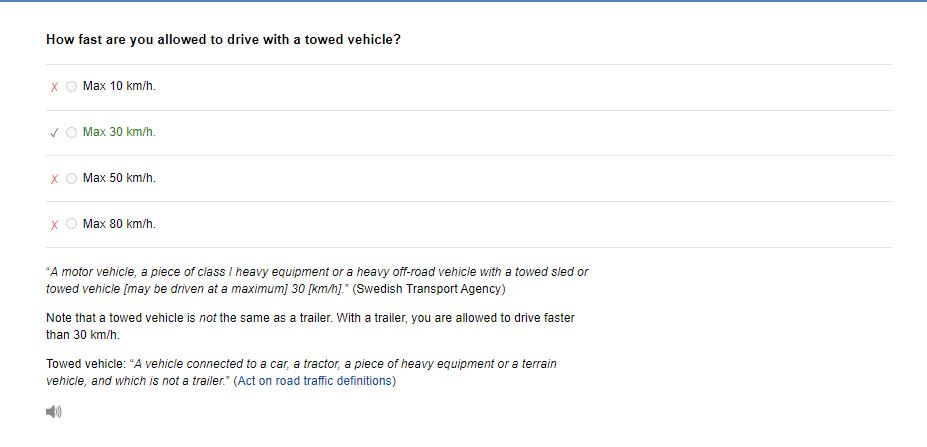 How fast are you allowed to drive with a towed vehicle?
X Max 10 km/h.
✓ Max 30 km/h.
X Max 50 km/h.
X Max 80 km/h.
“A motor vehicle, a piece of class I heavy equipment or a heavy off-road vehicle with a towed sled or
towed vehicle [may be driven at a maximum] 30 [km/h].” (Swedish Transport Agency)
Note that a towed vehicle is not the same as a trailer. With a trailer, you are allowed to drive faster
than 30 km/h.
Towed vehicle: “A vehicle connected to a car, a tractor, a piece of heavy equipment or a terrain
vehicle, and which is not a trailer.” (Act on road traffic definitions)